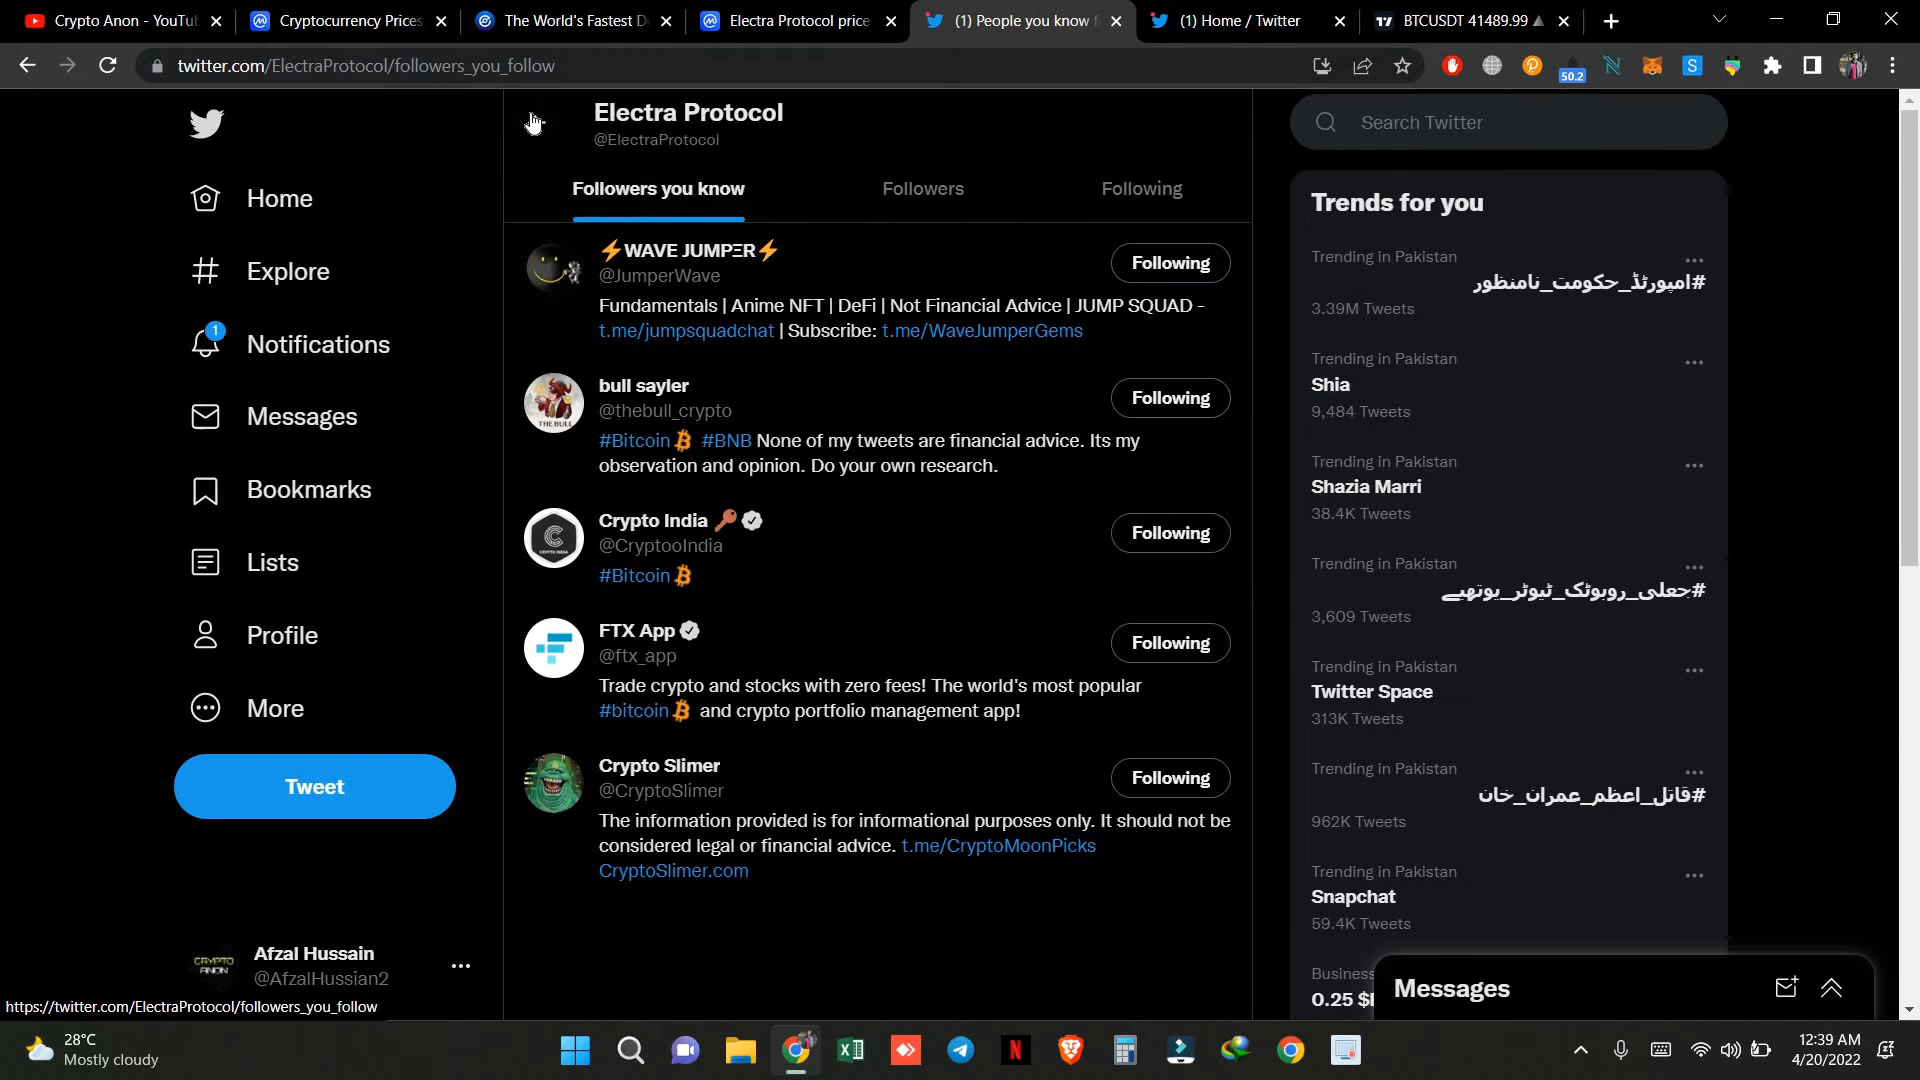 Crypto Anon - YouTu
Cryptocurrency Prices
The World's Fastest D
Electra Protocol price
(1) People you know f
(1) Home / Twitter
BTCUSDT 41489.99 ▲
twitter.com/ElectraProtocol/followers_you_follow
50.2
Home
Explore
1
Notifications
Messages
Bookmarks
Lists
Profile
More
Tweet
CRYPTO
ANON
Afzal Hussain
@AfzalHussian2
https://twitter.com/ElectraProtocol/followers_you_follow
Electra Protocol
@ElectraProtocol
Followers you know
Followers
Following
⚡WAVE JUMPΞR⚡
@JumperWave
Following
Fundamentals | Anime NFT | DeFi | Not Financial Advice | JUMP SQUAD -
t.me/jumpsquadchat | Subscribe: t.me/WaveJumperGems
THE BULL
bull sayler
@thebull_crypto
Following
#Bitcoin #BNB None of my tweets are financial advice. Its my
observation and opinion. Do your own research.
CRYPTO INDIA
Crypto India
@CryptooIndia
Following
#Bitcoin
FTX App
@ftx_app
Following
Trade crypto and stocks with zero fees! The world's most popular
#bitcoin and crypto portfolio management app!
Crypto Slimer
@CryptoSlimer
Following
The information provided is for informational purposes only. It should not be
considered legal or financial advice. t.me/CryptoMoonPicks
CryptoSlimer.com
Search Twitter
Trends for you
Trending in Pakistan
#امپورٹڈ_حکومت_نامنظور
3.39M Tweets
Trending in Pakistan
Shia
9,484 Tweets
Trending in Pakistan
Shazia Marri
38.4K Tweets
Trending in Pakistan
#جعلی_روبوٹک_ٹیوٹر_یوتھیے
3,609 Tweets
Trending in Pakistan
Twitter Space
313K Tweets
Trending in Pakistan
#قاتل_اعظم_عمران_خان
962K Tweets
Trending in Pakistan
Snapchat
59.4K Tweets
Business
0.25 $
Messages
28°C
Mostly cloudy
12:39 AM
4/20/2022